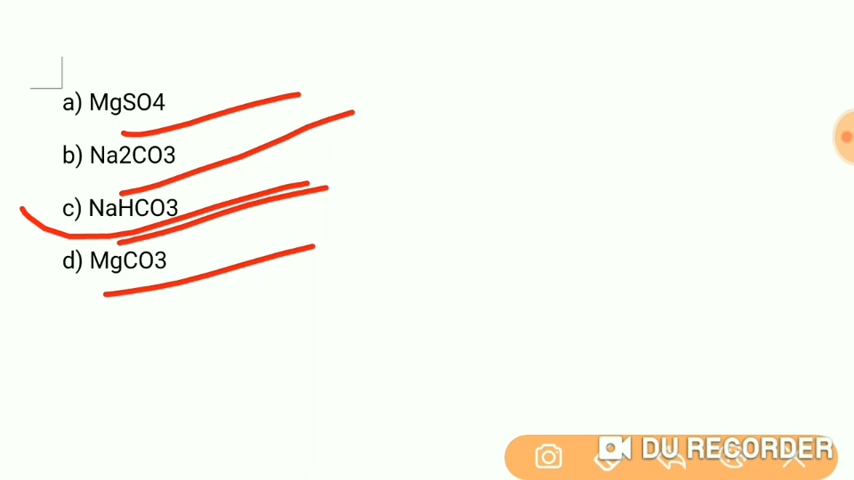 a) MgSO4
b) Na2CO3
c) NaHCO3
d) MgCO3
DU RECORDER